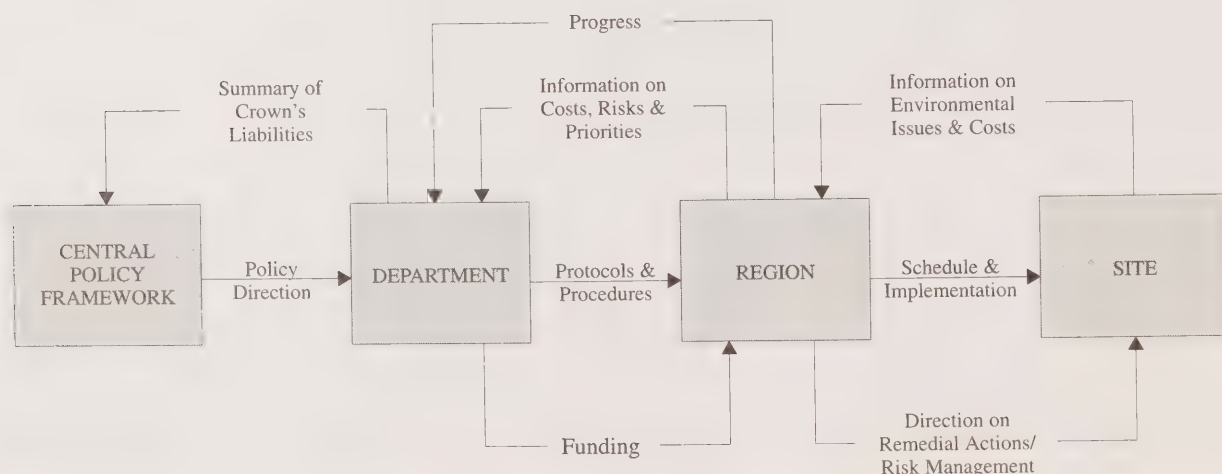 Progress
Summary of
Crown's
Liabilities
Information on
Costs, Risks &
Priorities
Information on
Environmental
Issues & Costs
CENTRAL
POLICY
FRAMEWORK
Policy
Direction
DEPARTMENT
Protocols &
Procedures
REGION
Schedule &
Implementation
SITE
Funding
Direction on
Remedial Actions/
Risk Management